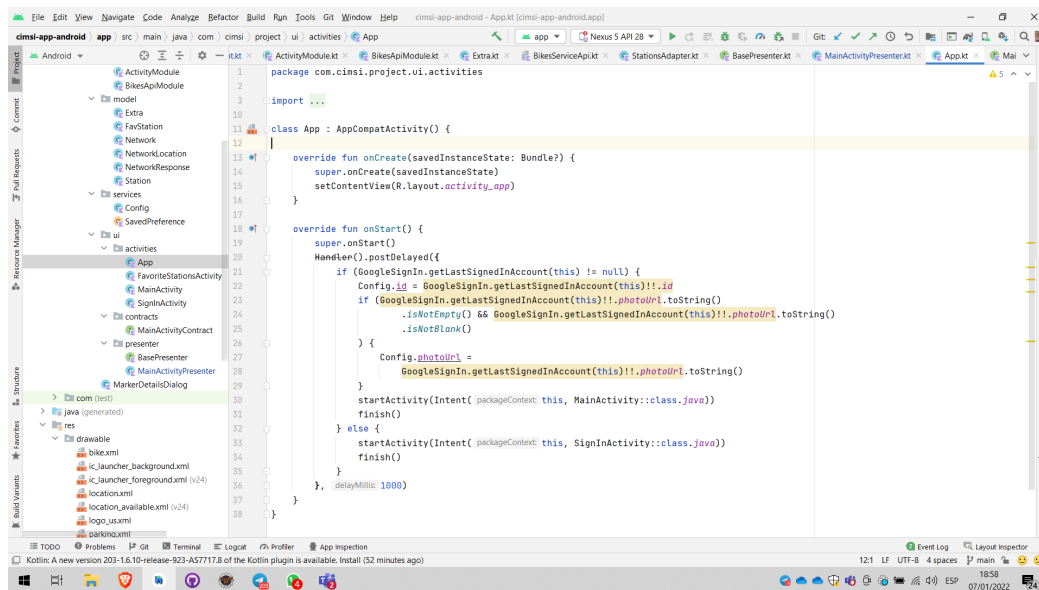 File Edit View Navigate Code Analyze Refactor Build Run Tools Git Window Help cimsi-app-android - App.kt [cimsi-app-android.app]
cimsi-app-android app src main java com cimsi project ui activities App
app Nexus 5 API 28 Git:
Android
nt.kt ActivityModule.kt BikesApiModule.kt Extra.kt BikesServiceApi.kt StationsAdapter.kt BasePresenter.kt MainActivityPresenter.kt App.kt Mai
Project
Commit
Pull Requests
Resource Manager
Structure
Favorites
Build Variants
ActivityModule
BikesApiModule
model
Extra
FavStation
Network
NetworkLocation
NetworkResponse
Station
services
Config
SavedPreference
ui
activities
App
FavoriteStationsActivity
MainActivity
SignInActivity
contracts
MainActivityContract
presenter
BasePresenter
MainActivityPresenter
MarkerDetailsDialog
com (test)
java (generated)
res
drawable
bike.xml
ic_launcher_background.xml
ic_launcher_foreground.xml (v24)
location.xml
location_available.xml (v24)
logo_us.xml
parking.xml
5
1 package com.cimsi.project.ui.activities
2
3 import ...
10
11 class App : AppCompatActivity() {
12
13 override fun onCreate(savedInstanceState: Bundle?) {
14 super.onCreate(savedInstanceState)
15 setContentView(R.layout.activity_app)
16 }
17
18 override fun onStart() {
19 super.onStart()
20 Handler().postDelayed({
21 if (GoogleSignIn.getLastSignedInAccount(this) != null) {
22 Config.id = GoogleSignIn.getLastSignedInAccount(this)!!.id
23 if (GoogleSignIn.getLastSignedInAccount(this)!!.photoUrl.toString()
24 .isNotEmpty() && GoogleSignIn.getLastSignedInAccount(this)!!.photoUrl.toString()
25 .isNotBlank()
26 ) {
27 Config.photoUrl =
28 GoogleSignIn.getLastSignedInAccount(this)!!.photoUrl.toString()
29 }
30 startActivity(Intent( packageContext: this, MainActivity::class.java))
31 finish()
32 } else {
33 startActivity(Intent( packageContext: this, SignInActivity::class.java))
34 finish()
35 }
36 }, delayMillis: 1000)
37 }
38 }
TODO Problems Git Terminal Logcat Profiler App Inspection 2 Event Log Layout Inspector
Kotlin: A new version 203-1.6.10-release-923-AS7717.8 of the Kotlin plugin is available. Install (52 minutes ago) 12:1 LF UTF-8 4 spaces main
ESP 18:58
07/01/2022 24